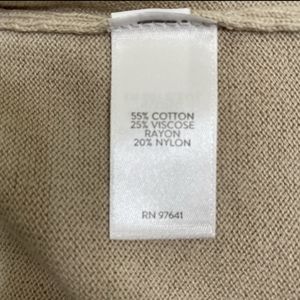 55% COTTON
25% VISCOSE
RAYON
20% NYLON
RN 97641